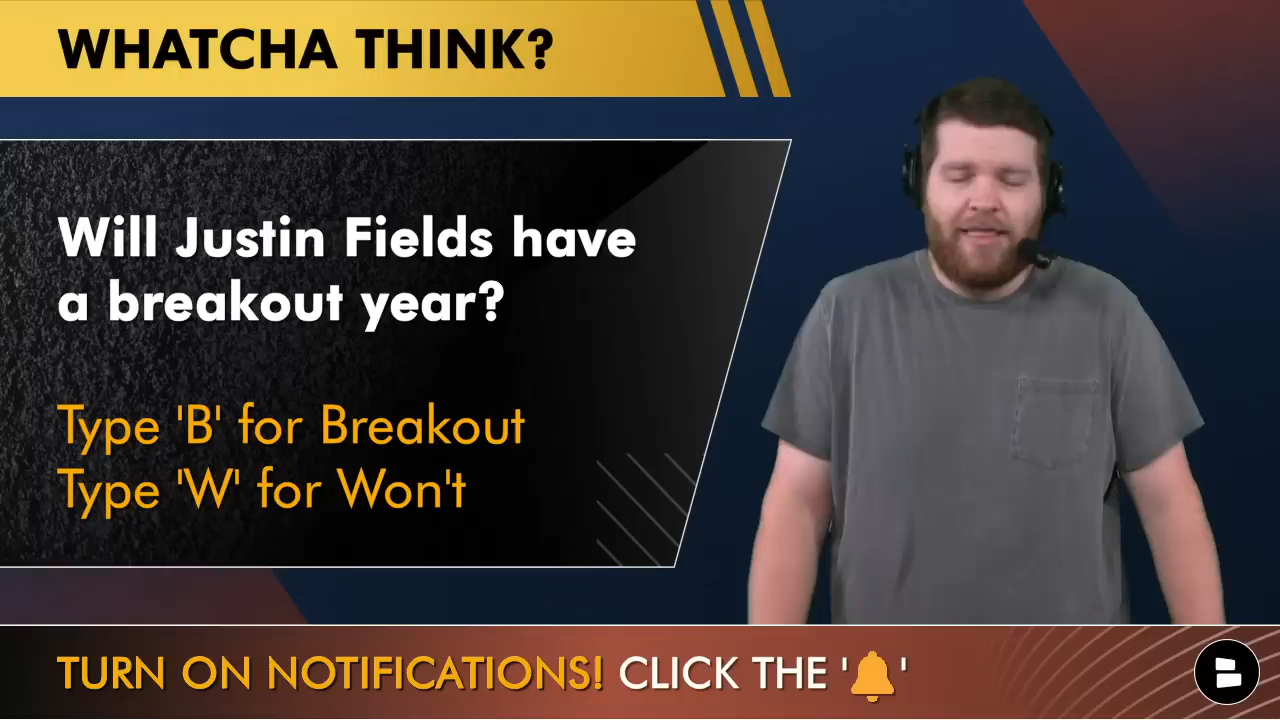 WHATCHA THINK?
Will Justin Fields have
a breakout year?
Type 'B' for Breakout
Type 'W' for Won't
TURN ON NOTIFICATIONS! CLICK THE '🔔'